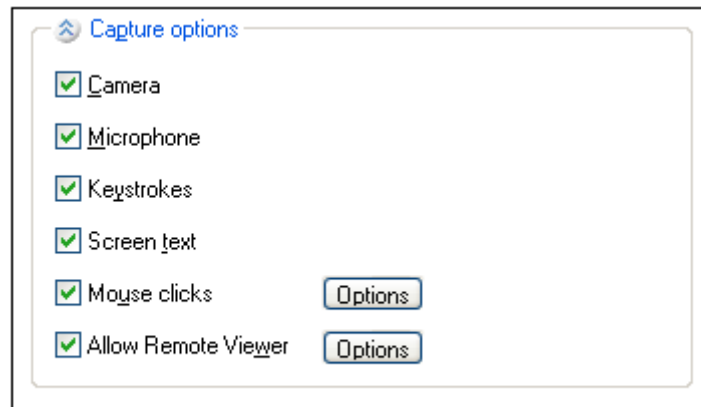 Capture options
Camera
Microphone
Keystrokes
Screen text
Mouse clicks Options
Allow Remote Viewer Options